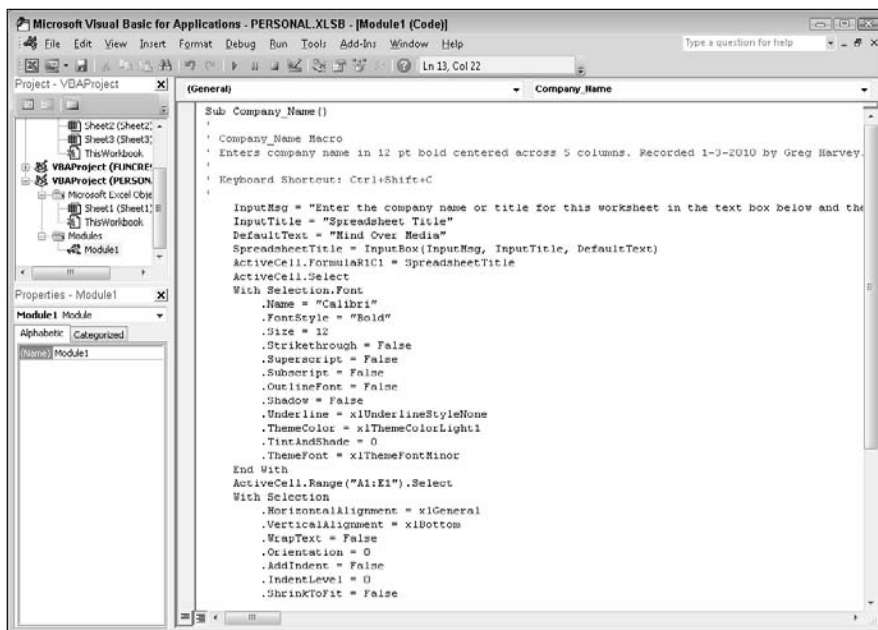 Microsoft Visual Basic for Applications - PERSONAL.XLSB - [Module1 (Code)]
File Edit View Insert Format Debug Run Tools Add-Ins Window Help
Type a question for help
Ln 13, Col 22
Project - VBAProject
Sheet2 (Sheet2)
Sheet3 (Sheet3)
ThisWorkbook
VBAProject (FUNCRE
VBAProject (PERSON
Microsoft Excel Obje
Sheet1 (Sheet1)
ThisWorkbook
Modules
Module1
Properties - Module1
Module1 Module
Alphabetic Categorized
(Name) Module1
(General) Company_Name
Sub Company_Name()
'
' Company_Name Macro
' Enters company name in 12 pt bold centered across 5 columns. Recorded 1-3-2010 by Greg Harvey.
'
' Keyboard Shortcut: Ctrl+Shift+C
'
InputMsg = "Enter the company name or title for this worksheet in the text box below and the
InputTitle = "Spreadsheet Title"
DefaultText = "Mind Over Media"
SpreadsheetTitle = InputBox(InputMsg, InputTitle, DefaultText)
ActiveCell.FormulaR1C1 = SpreadsheetTitle
ActiveCell.Select
With Selection.Font
.Name = "Calibri"
.FontStyle = "Bold"
.Size = 12
.Strikethrough = False
.Superscript = False
.Subscript = False
.OutlineFont = False
.Shadow = False
.Underline = xlUnderlineStyleNone
.ThemeColor = xlThemeColorLight1
.TintAndShade = 0
.ThemeFont = xlThemeFontMinor
End With
ActiveCell.Range("A1:E1").Select
With Selection
.HorizontalAlignment = xlGeneral
.VerticalAlignment = xlBottom
.WrapText = False
.Orientation = 0
.AddIndent = False
.IndentLevel = 0
.ShrinkToFit = False